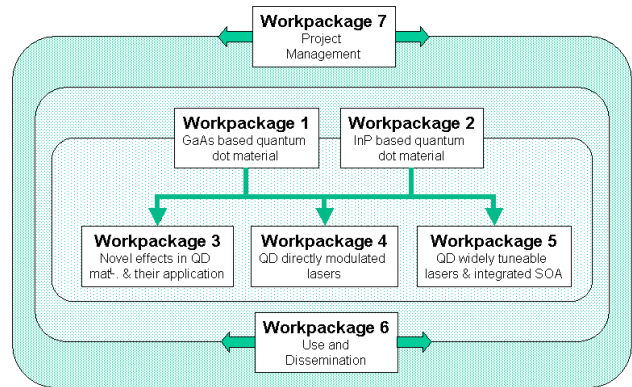 Workpackage 7
Project
Management
Workpackage 1
GaAs based quantum
dot material
Workpackage 2
InP based quantum
dot material
Workpackage 3
Novel effects in QD
matᴸ. & their application
Workpackage 4
QD directly modulated
lasers
Workpackage 5
QD widely tuneable
lasers & integrated SOA
Workpackage 6
Use and
Dissemination